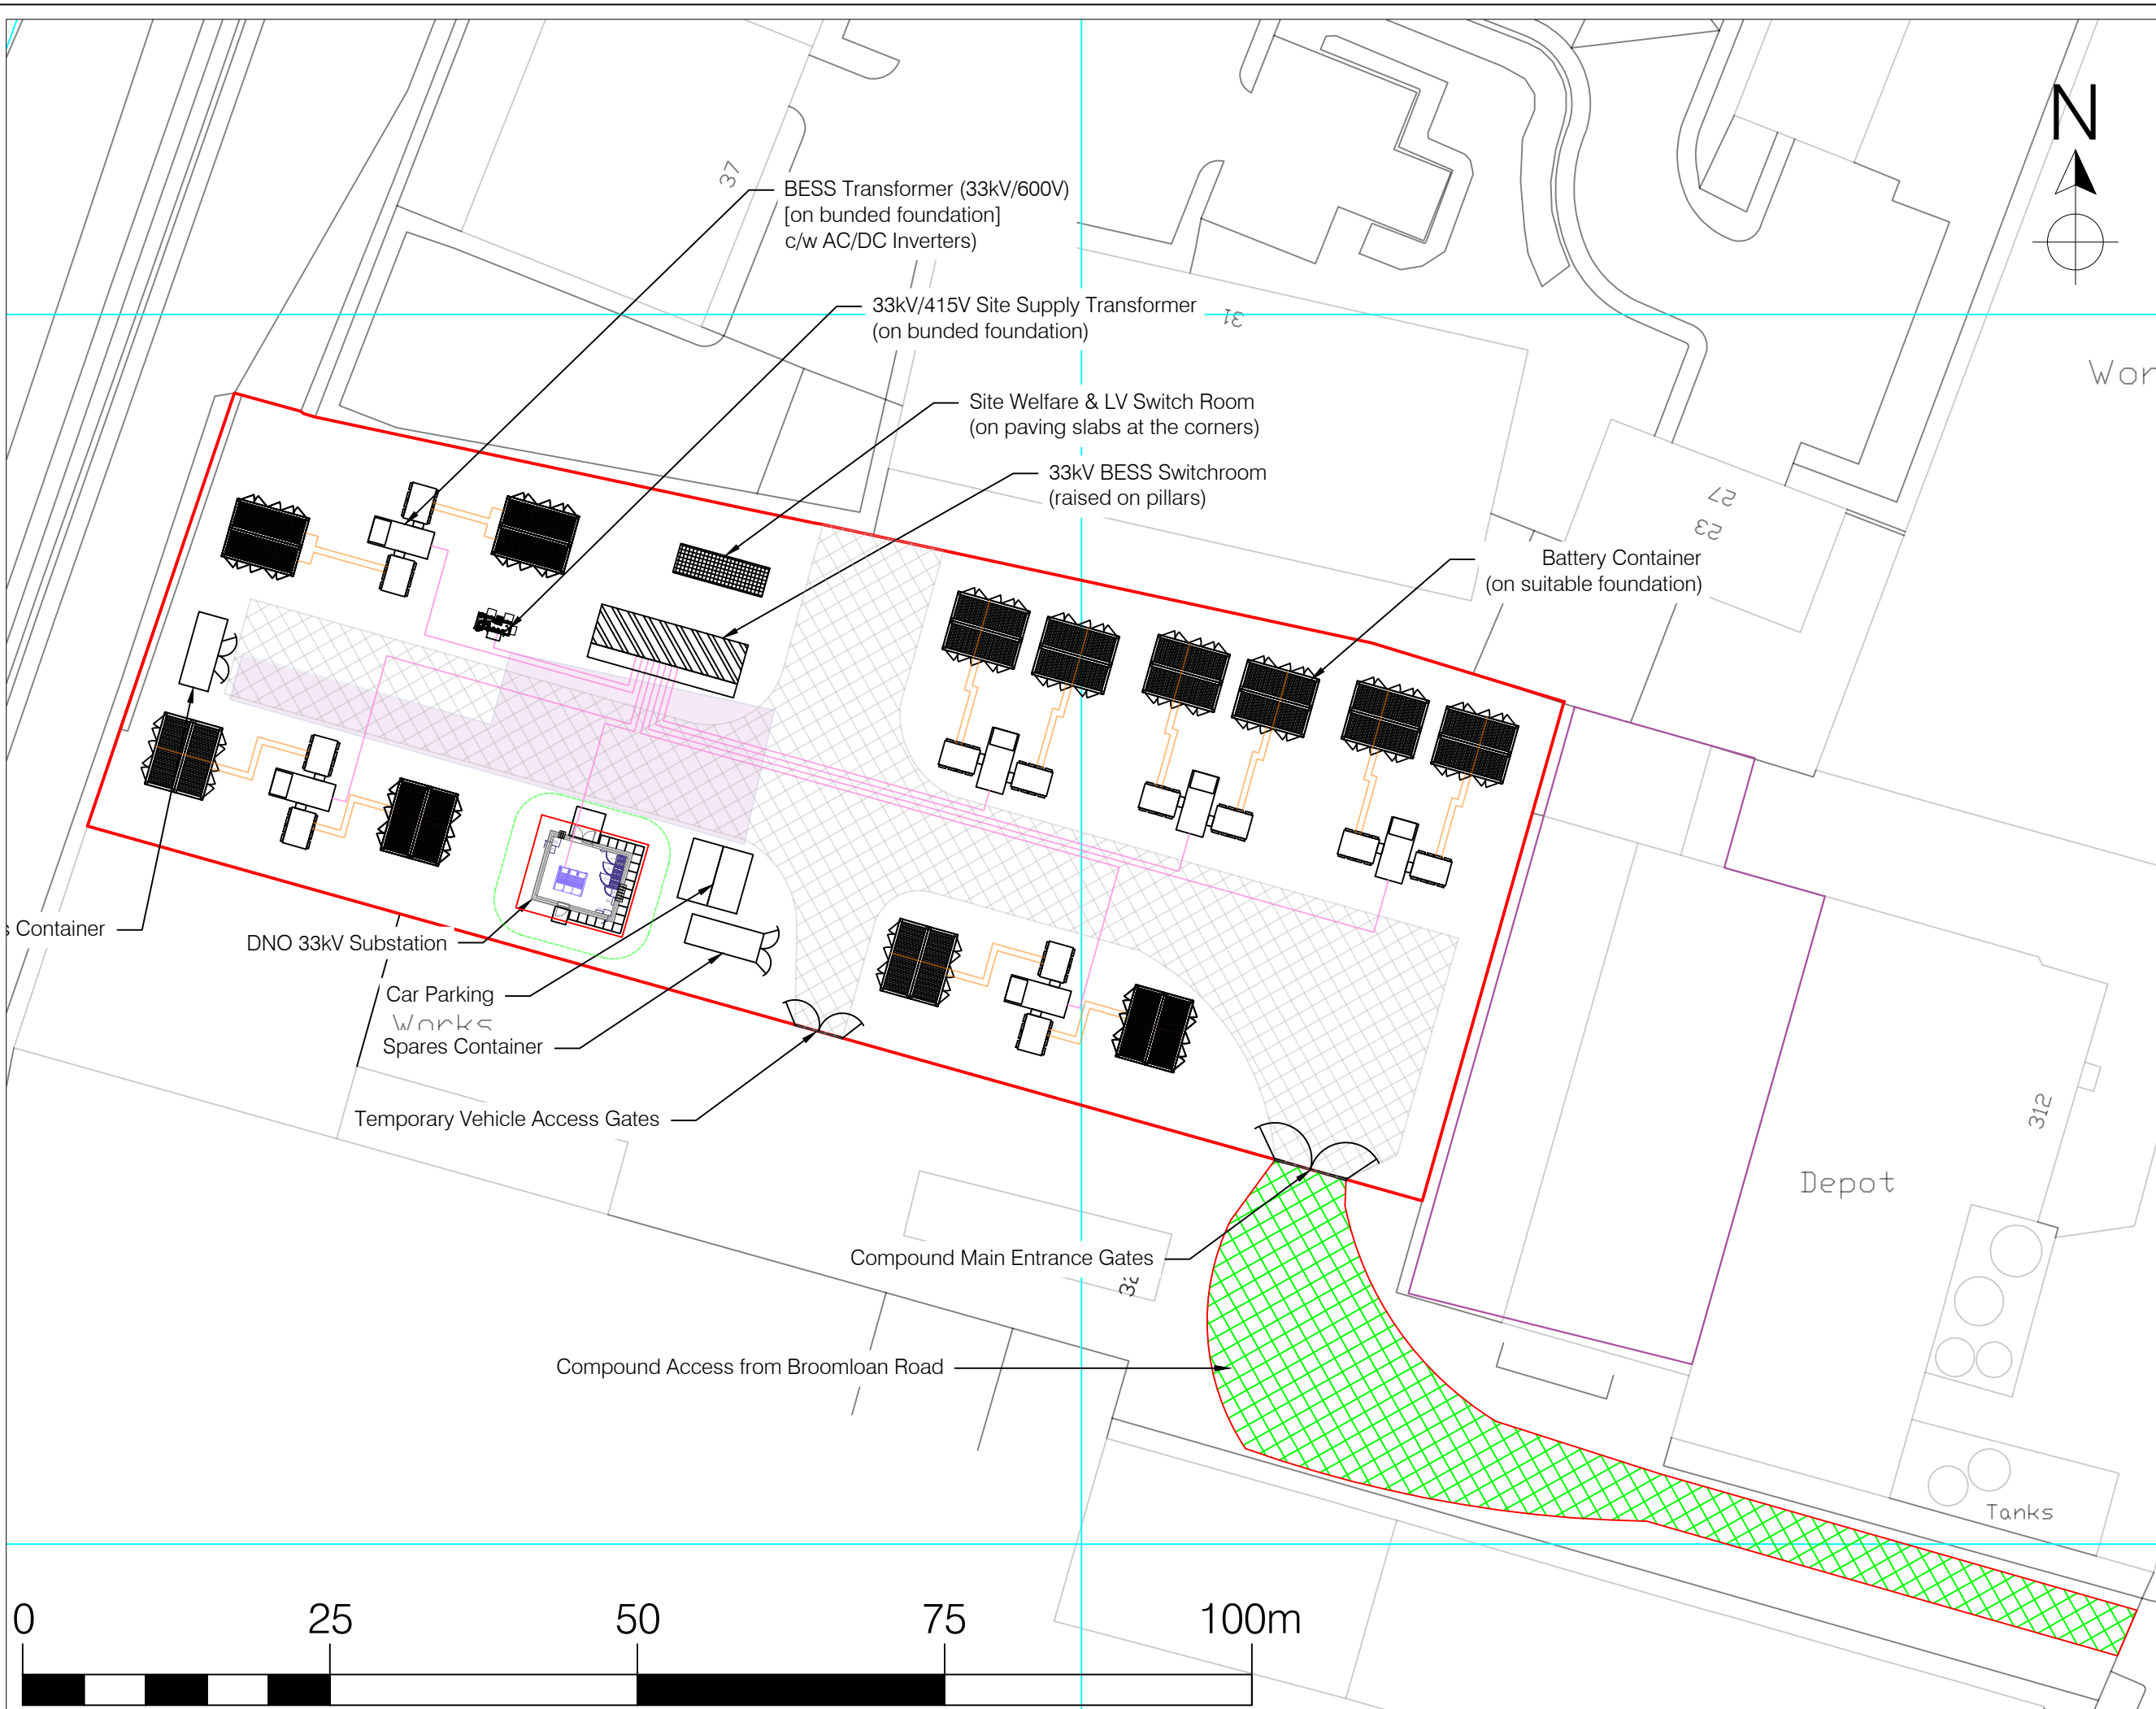 N
37
BESS Transformer (33kV/600V)
[on bunded foundation]
c/w AC/DC Inverters)
33kV/415V Site Supply Transformer
(on bunded foundation)
31
Site Welfare & LV Switch Room
(on paving slabs at the corners)
33kV BESS Switchroom
(raised on pillars)
27
23
Battery Container
(on suitable foundation)
Container
DNO 33kV Substation
Car Parking
Works
Spares Container
Temporary Vehicle Access Gates
312
Depot
Compound Main Entrance Gates
Compound Access from Broomloan Road
Tanks
0 25 50 75 100m